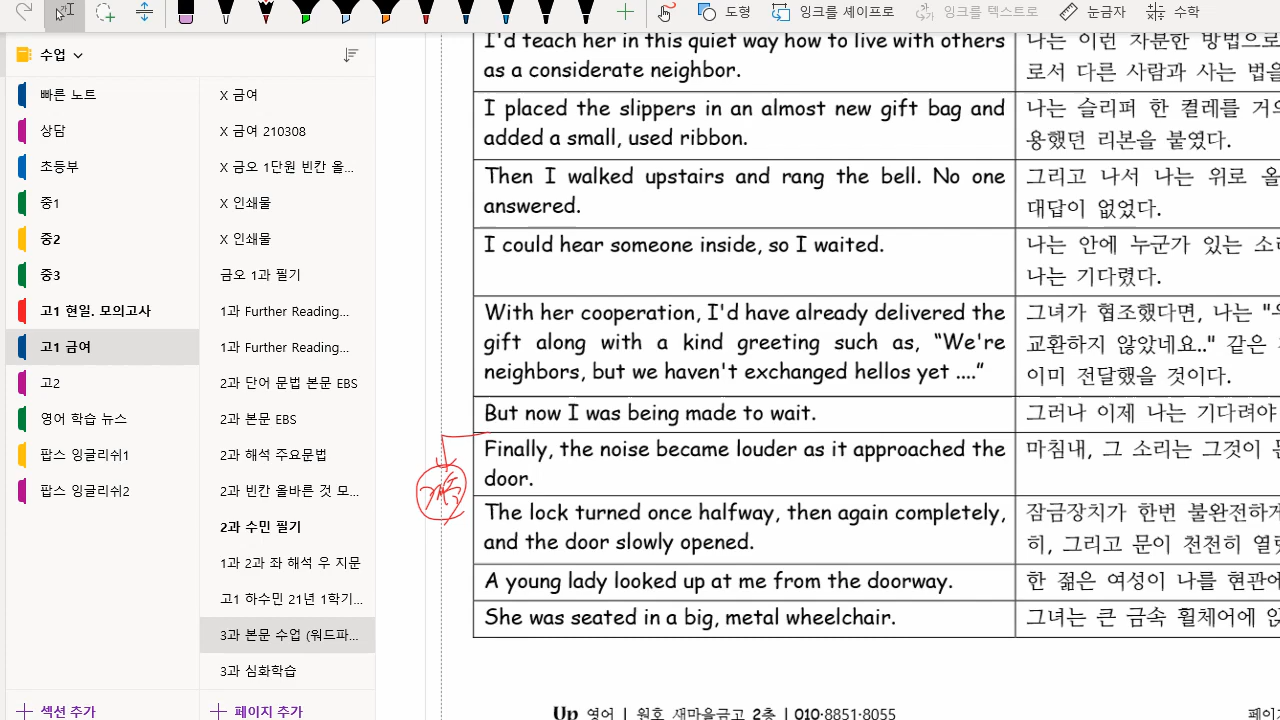 도형
잉크를 셰이프로
잉크를 텍스트로
눈금자
수학
수업
빠른 노트
상담
초등부
중1
중2
중3
고1 현일. 모의고사
고1 금여
고2
영어 학습 뉴스
팝스 잉글리쉬1
팝스 잉글리쉬2
섹션 추가
X 금여
X 금여 210308
X 금오 1단원 빈칸 올...
X 인쇄물
X 인쇄물
금오 1과 필기
1과 Further Reading...
1과 Further Reading...
2과 단어 문법 본문 EBS
2과 본문 EBS
2과 해석 주요문법
2과 빈칸 올바른 것 모...
2과 수민 필기
1과 2과 좌 해석 우 지문
고1 하수민 21년 1학기...
3과 본문 수업 (워드파...
3과 심화학습
페이지 추가
I'd teach her in this quiet way how to live with others
as a considerate neighbor.
나는 이런 차분한 방법으로
로서 다른 사람과 사는 법을
I placed the slippers in an almost new gift bag and
added a small, used ribbon.
나는 슬리퍼 한 켤레를 거으
용했던 리본을 붙였다.
Then I walked upstairs and rang the bell. No one
answered.
그리고 나서 나는 위로 올
대답이 없었다.
I could hear someone inside, so I waited.
나는 안에 누군가 있는 소리
나는 기다렸다.
With her cooperation, I'd have already delivered the
gift along with a kind greeting such as, “We're
neighbors, but we haven't exchanged hellos yet ....”
그녀가 협조했다면, 나는 "우
교환하지 않았네요.." 같은
이미 전달했을 것이다.
But now I was being made to wait.
그러나 이제 나는 기다려야
Finally, the noise became louder as it approached the
door.
마침내, 그 소리는 그것이 문
The lock turned once halfway, then again completely,
and the door slowly opened.
잠금장치가 한번 불완전하게
히, 그리고 문이 천천히 열렸
A young lady looked up at me from the doorway.
한 젊은 여성이 나를 현관에
She was seated in a big, metal wheelchair.
그녀는 큰 금속 휠체어에 앉
Up 영어 | 원호 새마을금고 2층 | 010·8851·8055
페이지